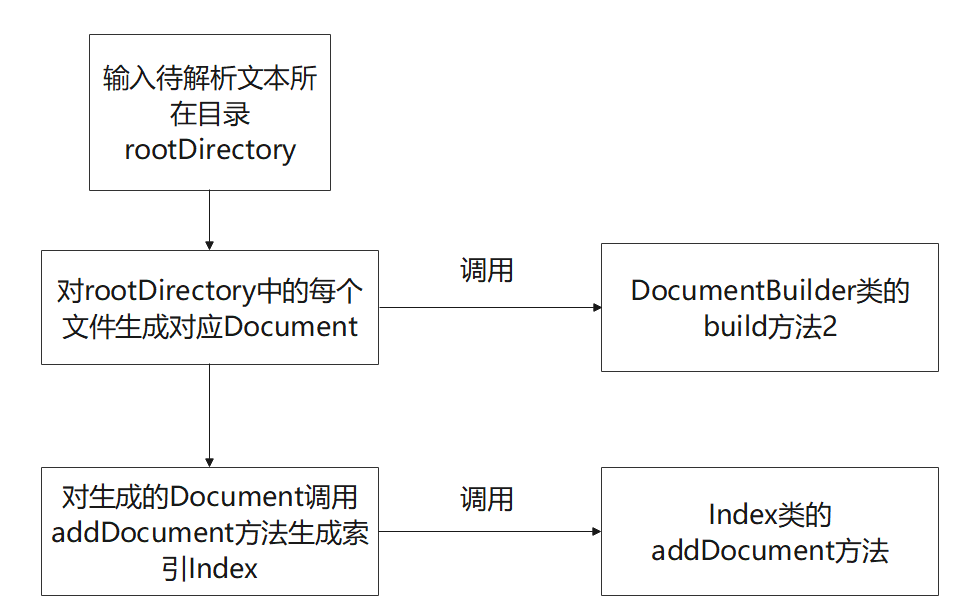 输入待解析文本所
在目录
rootDirectory
对rootDirectory中的每个
文件生成对应Document
调用
DocumentBuilder类的
build方法2
对生成的Document调用
addDocument方法生成索
引Index
调用
Index类的
addDocument方法